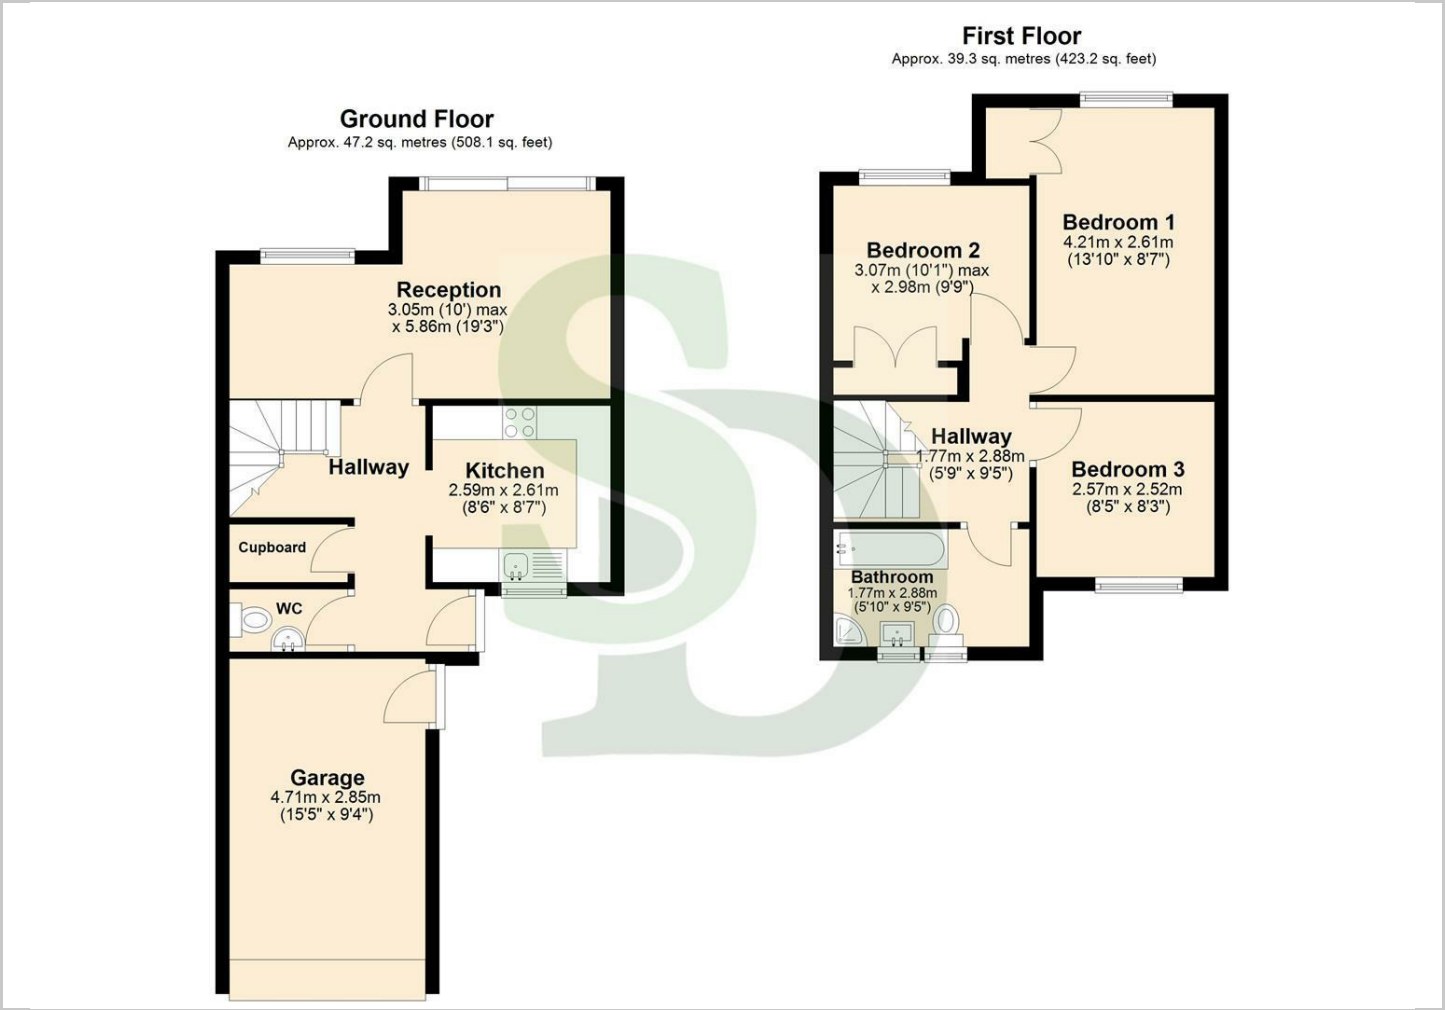 First Floor
Approx. 39.3 sq. metres (423.2 sq. feet)
Ground Floor
Approx. 47.2 sq. metres (508.1 sq. feet)
Reception
3.05m (10') max
x 5.86m (19'3")
Hallway
Kitchen
2.59m x 2.61m
(8'6" x 8'7")
Cupboard
WC
Garage
4.71m x 2.85m
(15'5" x 9'4")
Bedroom 1
4.21m x 2.61m
(13'10" x 8'7")
Bedroom 2
3.07m (10'1") max
x 2.98m (9'9")
Hallway
1.77m x 2.88m
(5'9" x 9'5")
Bedroom 3
2.57m x 2.52m
(8'5" x 8'3")
Bathroom
1.77m x 2.88m
(5'10" x 9'5")
SD